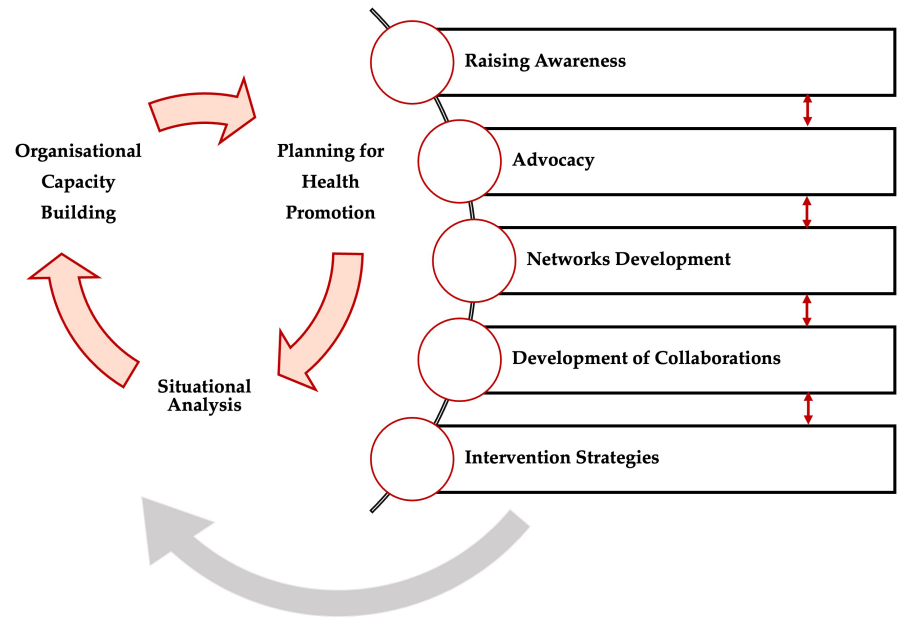 Organisational
Capacity
Building
Planning for
Health
Promotion
Situational
Analysis
Raising Awareness
Advocacy
Networks Development
Development of Collaborations
Intervention Strategies